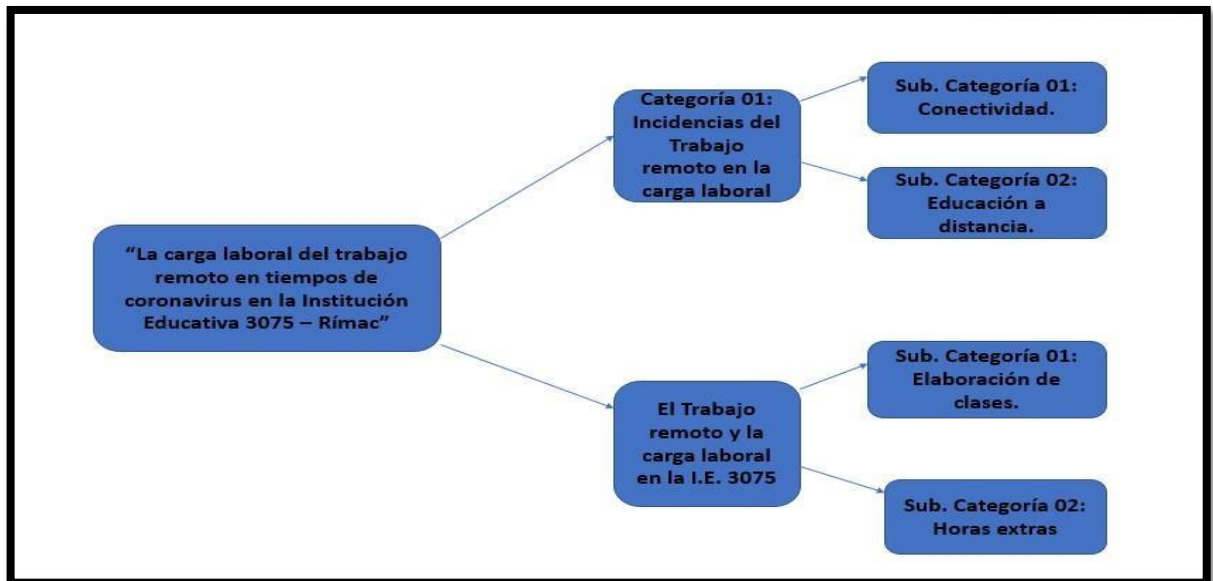 “La carga laboral del trabajo
remoto en tiempos de
coronavirus en la Institución
Educativa 3075 – Rímac”
Categoría 01:
Incidencias del
Trabajo
remoto en la
carga laboral
Sub. Categoría 01:
Conectividad.
Sub. Categoría 02:
Educación a
distancia.
El Trabajo
remoto y la
carga laboral
en la I.E. 3075
Sub. Categoría 01:
Elaboración de
clases.
Sub. Categoría 02:
Horas extras